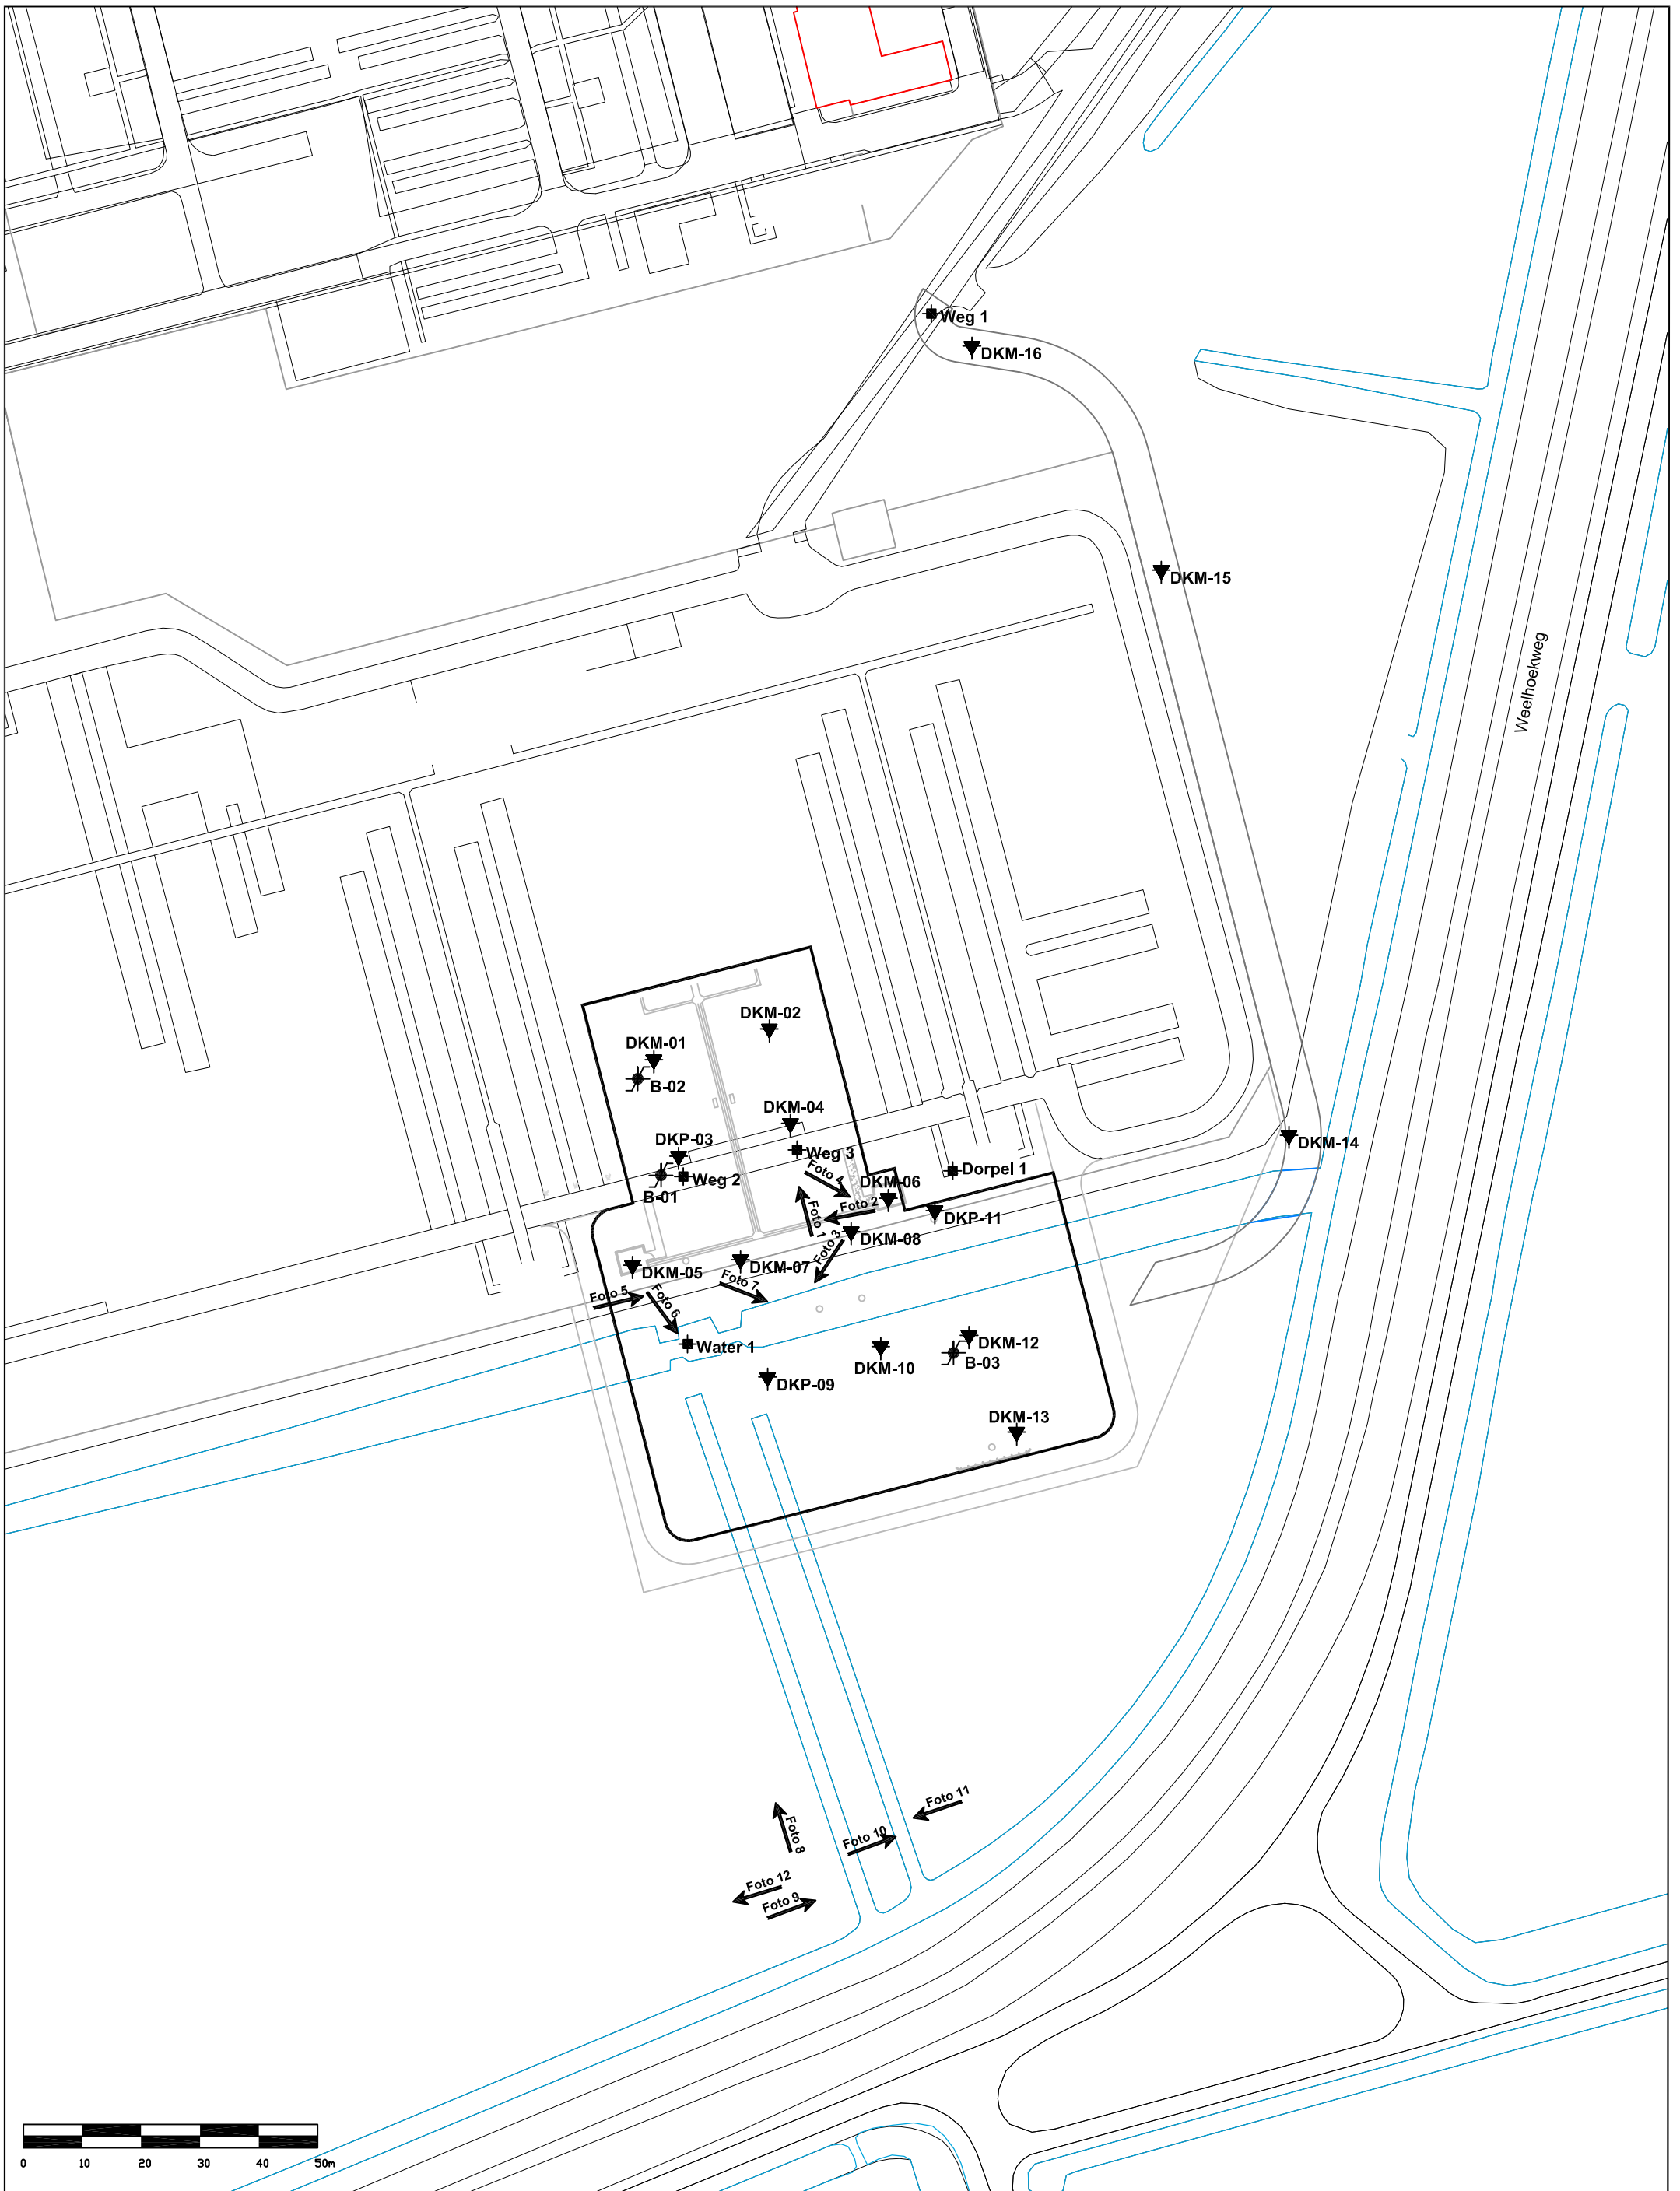 Weg 1
DKM-16
DKM-15
Weelhoekweg
DKM-02
DKM-01
B-02
DKM-04
DKP-03
Weg 3
Weg 2
B-01
Foto 4
DKM-06
Dorpel 1
DKM-14
Foto 2
Foto 1
DKP-11
DKM-08
Foto 3
DKM-07
DKM-05
Foto 7
Foto 5
Foto 6
Water 1
DKM-12
B-03
DKM-10
DKP-09
DKM-13
Foto 11
Foto 8
Foto 10
Foto 12
Foto 9
0 10 20 30 40 50m